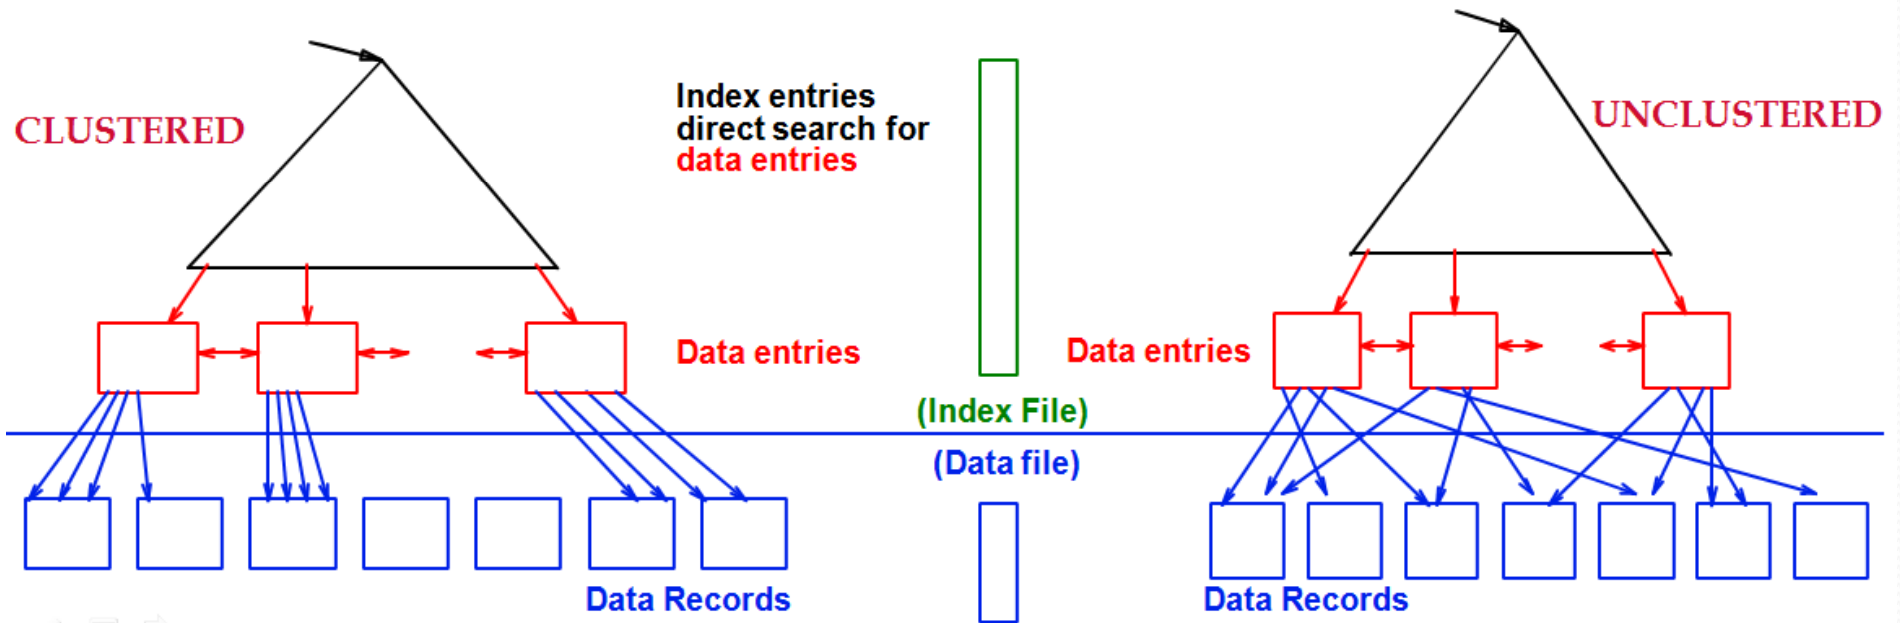 CLUSTERED
Index entries
direct search for
data entries
UNCLUSTERED
Data entries
Data entries
(Index File)
(Data file)
Data Records
Data Records